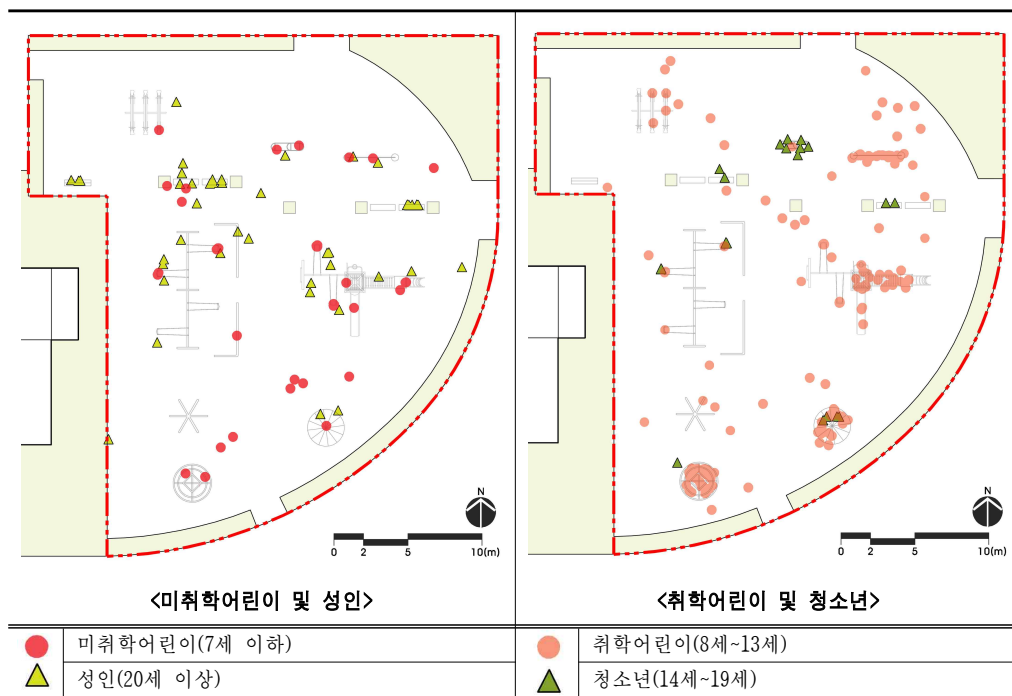 N
0 2 5 10(m)
<미취학어린이 및 성인>
N
0 2 5 10(m)
<취학어린이 및 청소년>
미취학어린이(7세 이하)
취학어린이(8세~13세)
성인(20세 이상)
청소년(14세~19세)